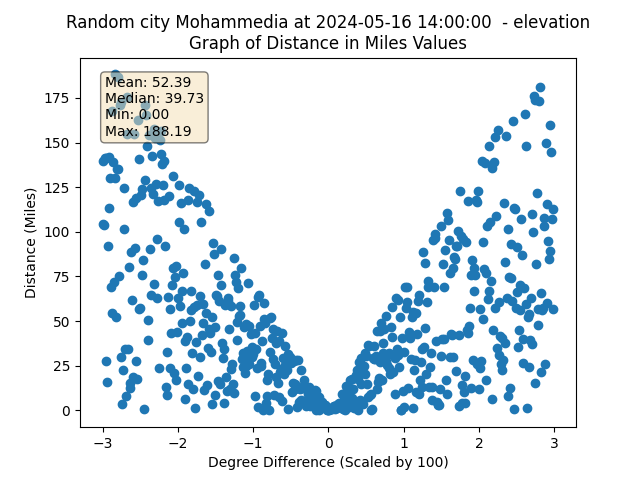 Random city Mohammedia at 2024-05-16 14:00:00 - elevation
Graph of Distance in Miles Values
Mean: 52.39
Median: 39.73
Min: 0.00
Max: 188.19
175
150
125
100
75
50
25
0
Distance (Miles)
−3 −2 −1 0 1 2 3
Degree Difference (Scaled by 100)